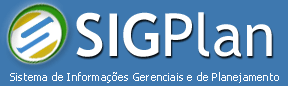 SIGPlan
Sistema de Informações Gerenciais e de Planejamento